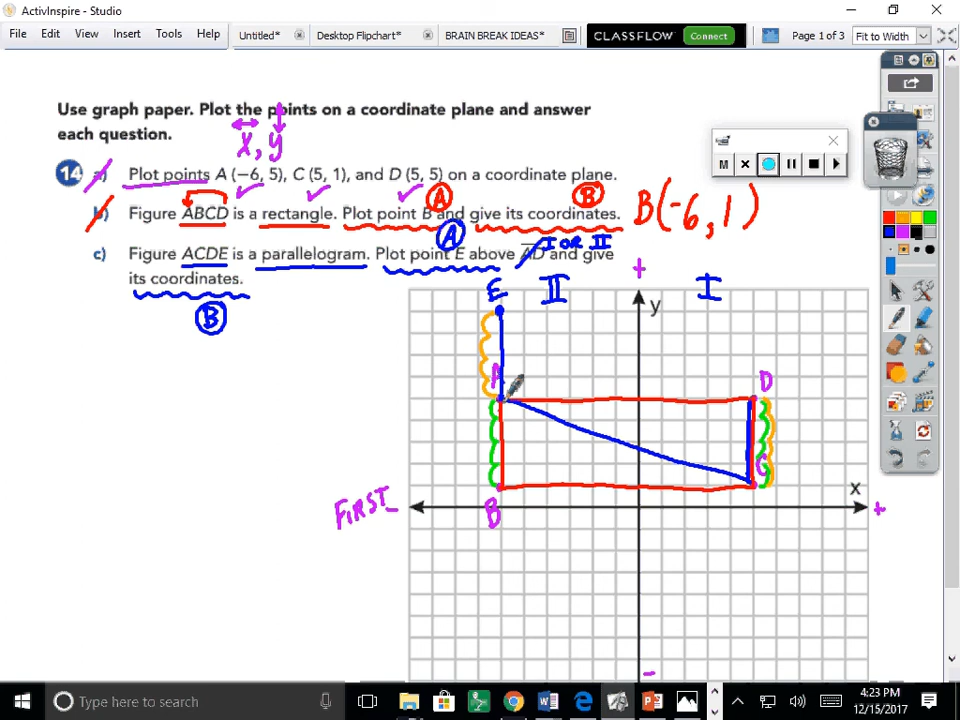 ActivInspire - Studio
File Edit View Insert Tools Help Untitled* Desktop Flipchart* BRAIN BREAK IDEAS* CLASSFLOW Connect Page 1 of 3 Fit to Width
Use graph paper. Plot the points on a coordinate plane and answer
each question.
x, y
14 a) Plot points A (−6, 5), C (5, 1), and D (5, 5) on a coordinate plane.
A B
b) Figure ABCD is a rectangle. Plot point B and give its coordinates. B(-6, 1)
A I OR II
c) Figure ACDE is a parallelogram. Plot point E above AD and give
its coordinates.
B
E II + I
y
A D
C
x
FIRST B +
-
M
Type here to search
4:23 PM
12/15/2017